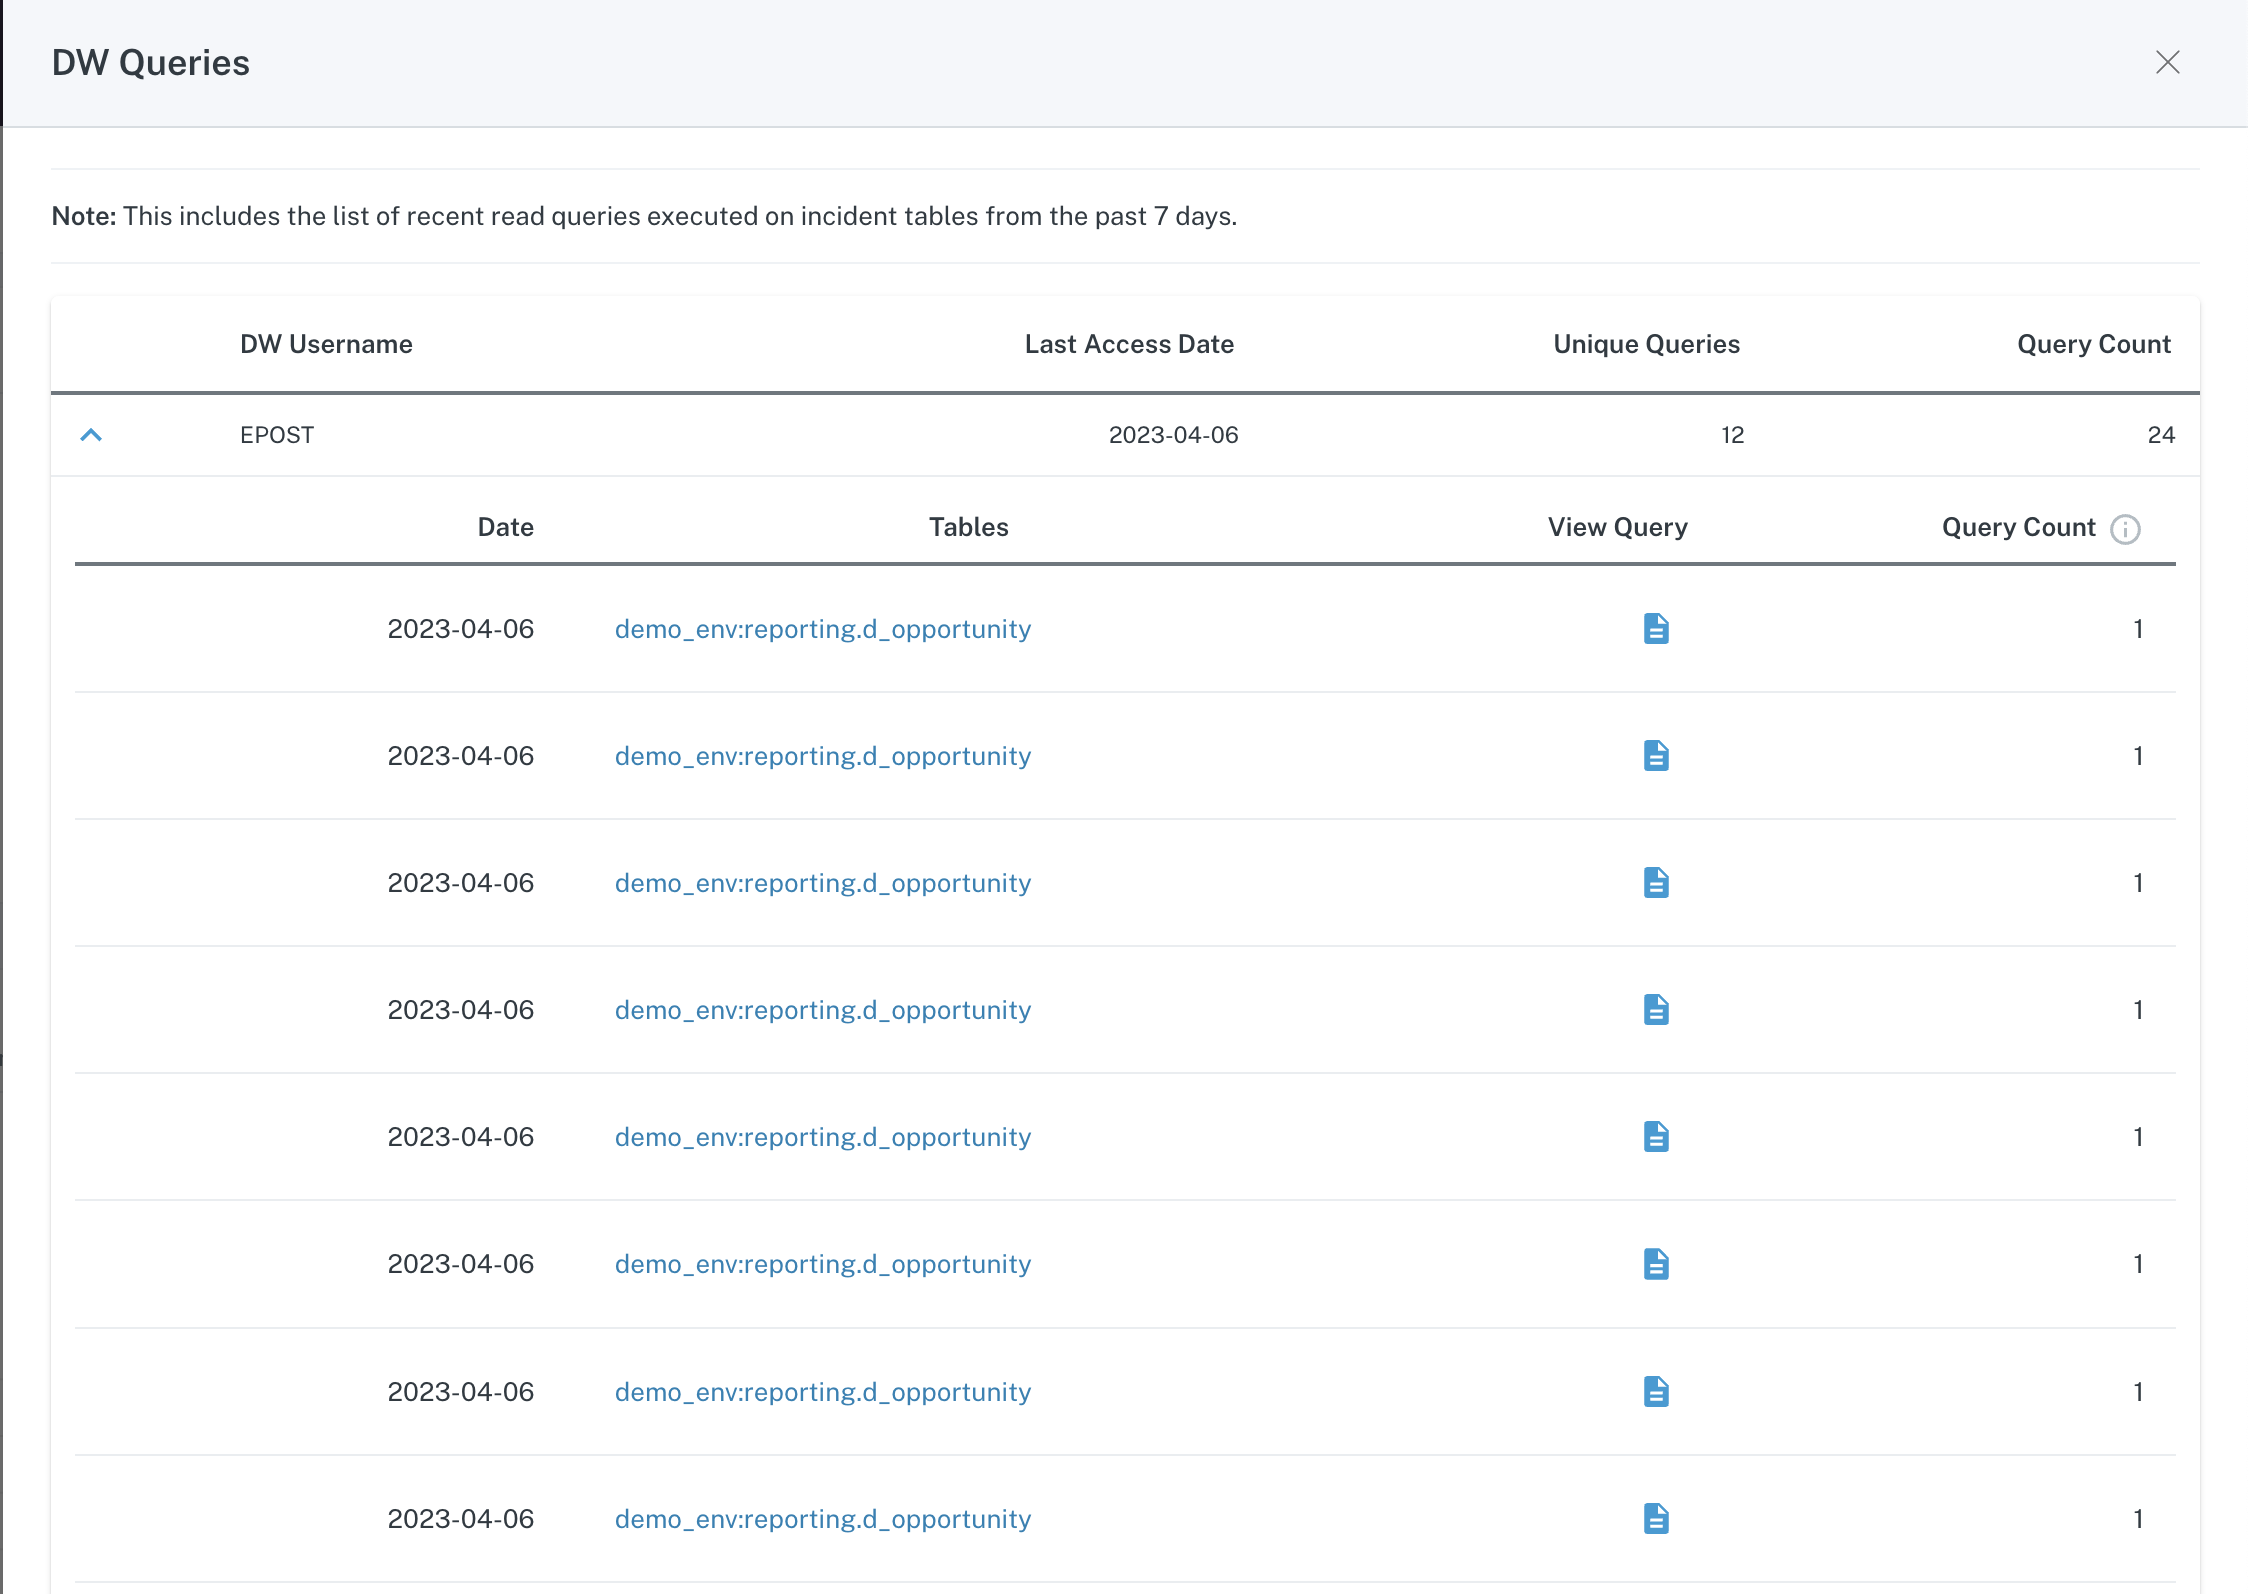 DW Queries
Note: This includes the list of recent read queries executed on incident tables from the past 7 days.
DW Username Last Access Date Unique Queries Query Count
EPOST 2023-04-06 12 24
Date Tables View Query Query Count
2023-04-06 demo_env:reporting.d_opportunity 1
2023-04-06 demo_env:reporting.d_opportunity 1
2023-04-06 demo_env:reporting.d_opportunity 1
2023-04-06 demo_env:reporting.d_opportunity 1
2023-04-06 demo_env:reporting.d_opportunity 1
2023-04-06 demo_env:reporting.d_opportunity 1
2023-04-06 demo_env:reporting.d_opportunity 1
2023-04-06 demo_env:reporting.d_opportunity 1